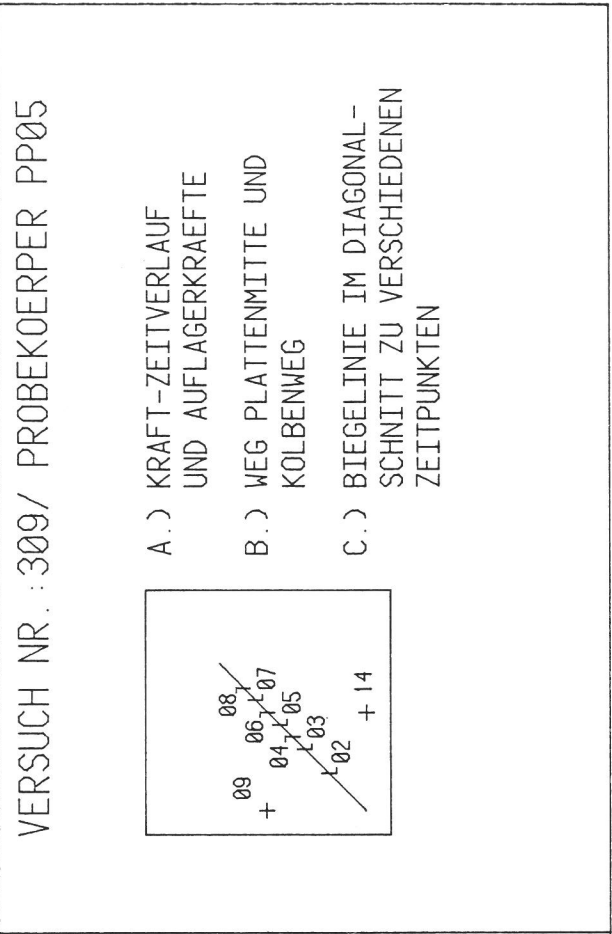 VERSUCH NR.:309/ PROBEKOERPER PP05
09
08
07
06
05
04
03
02
14
A.) KRAFT-ZEITVERLAUF
UND AUFLAGERKRAEFTE
B.) WEG PLATTENMITTE UND
KOLBENWEG
C.) BIEGELINIE IM DIAGONAL-
SCHNITT ZU VERSCHIEDENEN
ZEITPUNKTEN